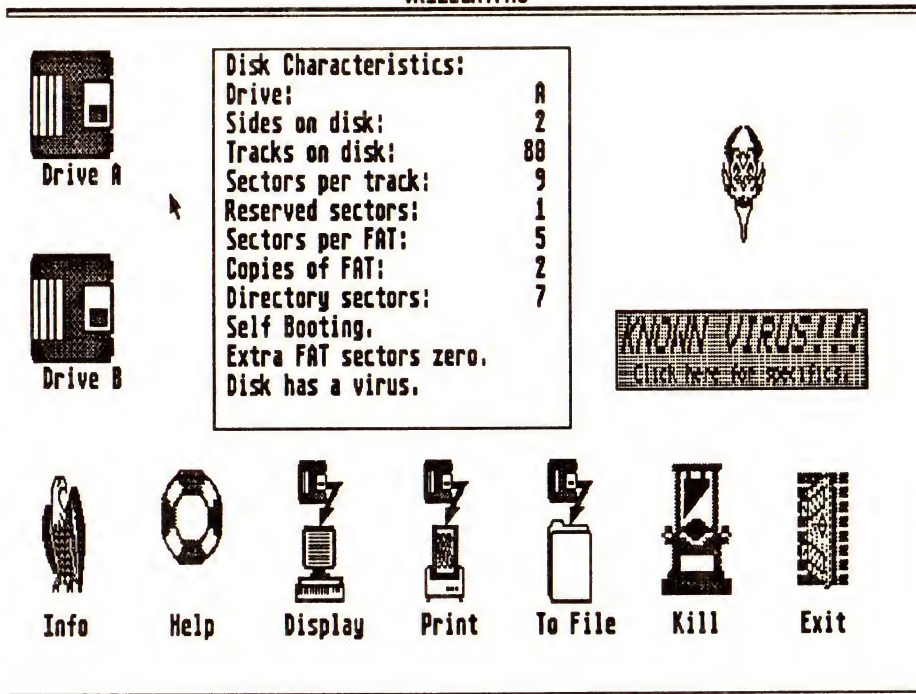 Drive A
Drive B
Disk Characteristics:
Drive: A
Sides on disk: 2
Tracks on disk: 80
Sectors per track: 9
Reserved sectors: 1
Sectors per FAT: 5
Copies of FAT: 2
Directory sectors: 7
Self Booting.
Extra FAT sectors zero.
Disk has a virus.
KNOWN VIRUS!!!
Click here for specifics.
Info
Help
Display
Print
To File
Kill
Exit